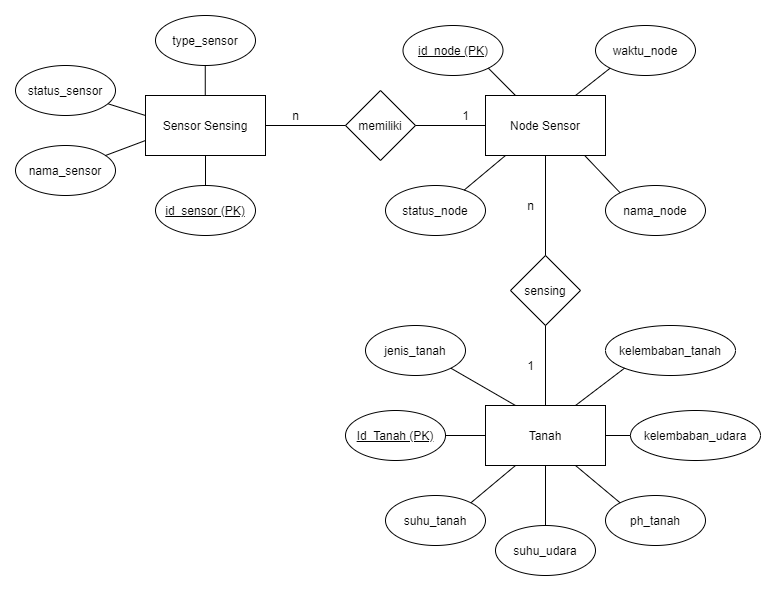 type_sensor
id_node (PK)
waktu_node
status_sensor
Sensor Sensing
n
memiliki
1
Node Sensor
nama_sensor
id_sensor (PK)
status_node
n
nama_node
sensing
jenis_tanah
1
kelembaban_tanah
Id_Tanah (PK)
Tanah
kelembaban_udara
suhu_tanah
suhu_udara
ph_tanah